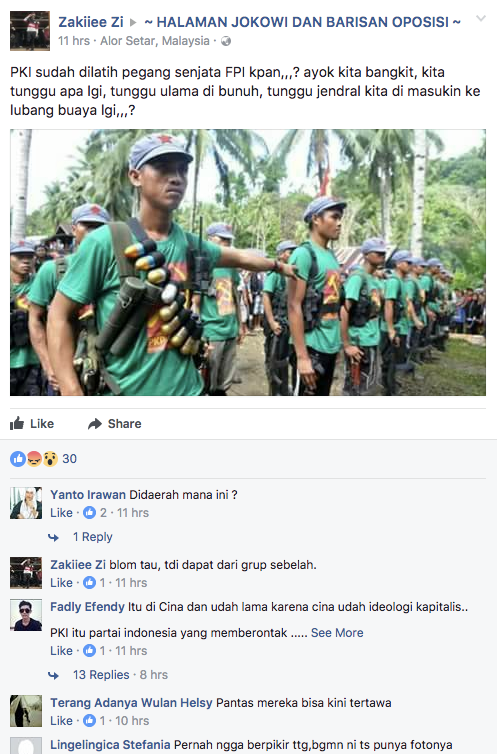 Zakiiee Zi ▸ ~ HALAMAN JOKOWI DAN BARISAN OPOSISI ~
11 hrs · Alor Setar, Malaysia ·
PKI sudah dilatih pegang senjata FPI kpan,,,? ayok kita bangkit, kita
tunggu apa lgi, tunggu ulama di bunuh, tunggu jendral kita di masukin ke
lubang buaya lgi,,,?
Like Share
30
Yanto Irawan Didaerah mana ini ?
Like · 2 · 11 hrs
1 Reply
Zakiiee Zi blom tau, tdi dapat dari grup sebelah.
Like · 1 · 11 hrs
Fadly Efendy Itu di Cina dan udah lama karena cina udah ideologi kapitalis..
PKI itu partai indonesia yang memberontak ..... See More
Like · 1 · 11 hrs
13 Replies · 8 hrs
Terang Adanya Wulan Helsy Pantas mereka bisa kini tertawa
Like · 1 · 10 hrs
Lingelingica Stefania Pernah ngga berpikir ttg,bgmn ni ts punya fotonya